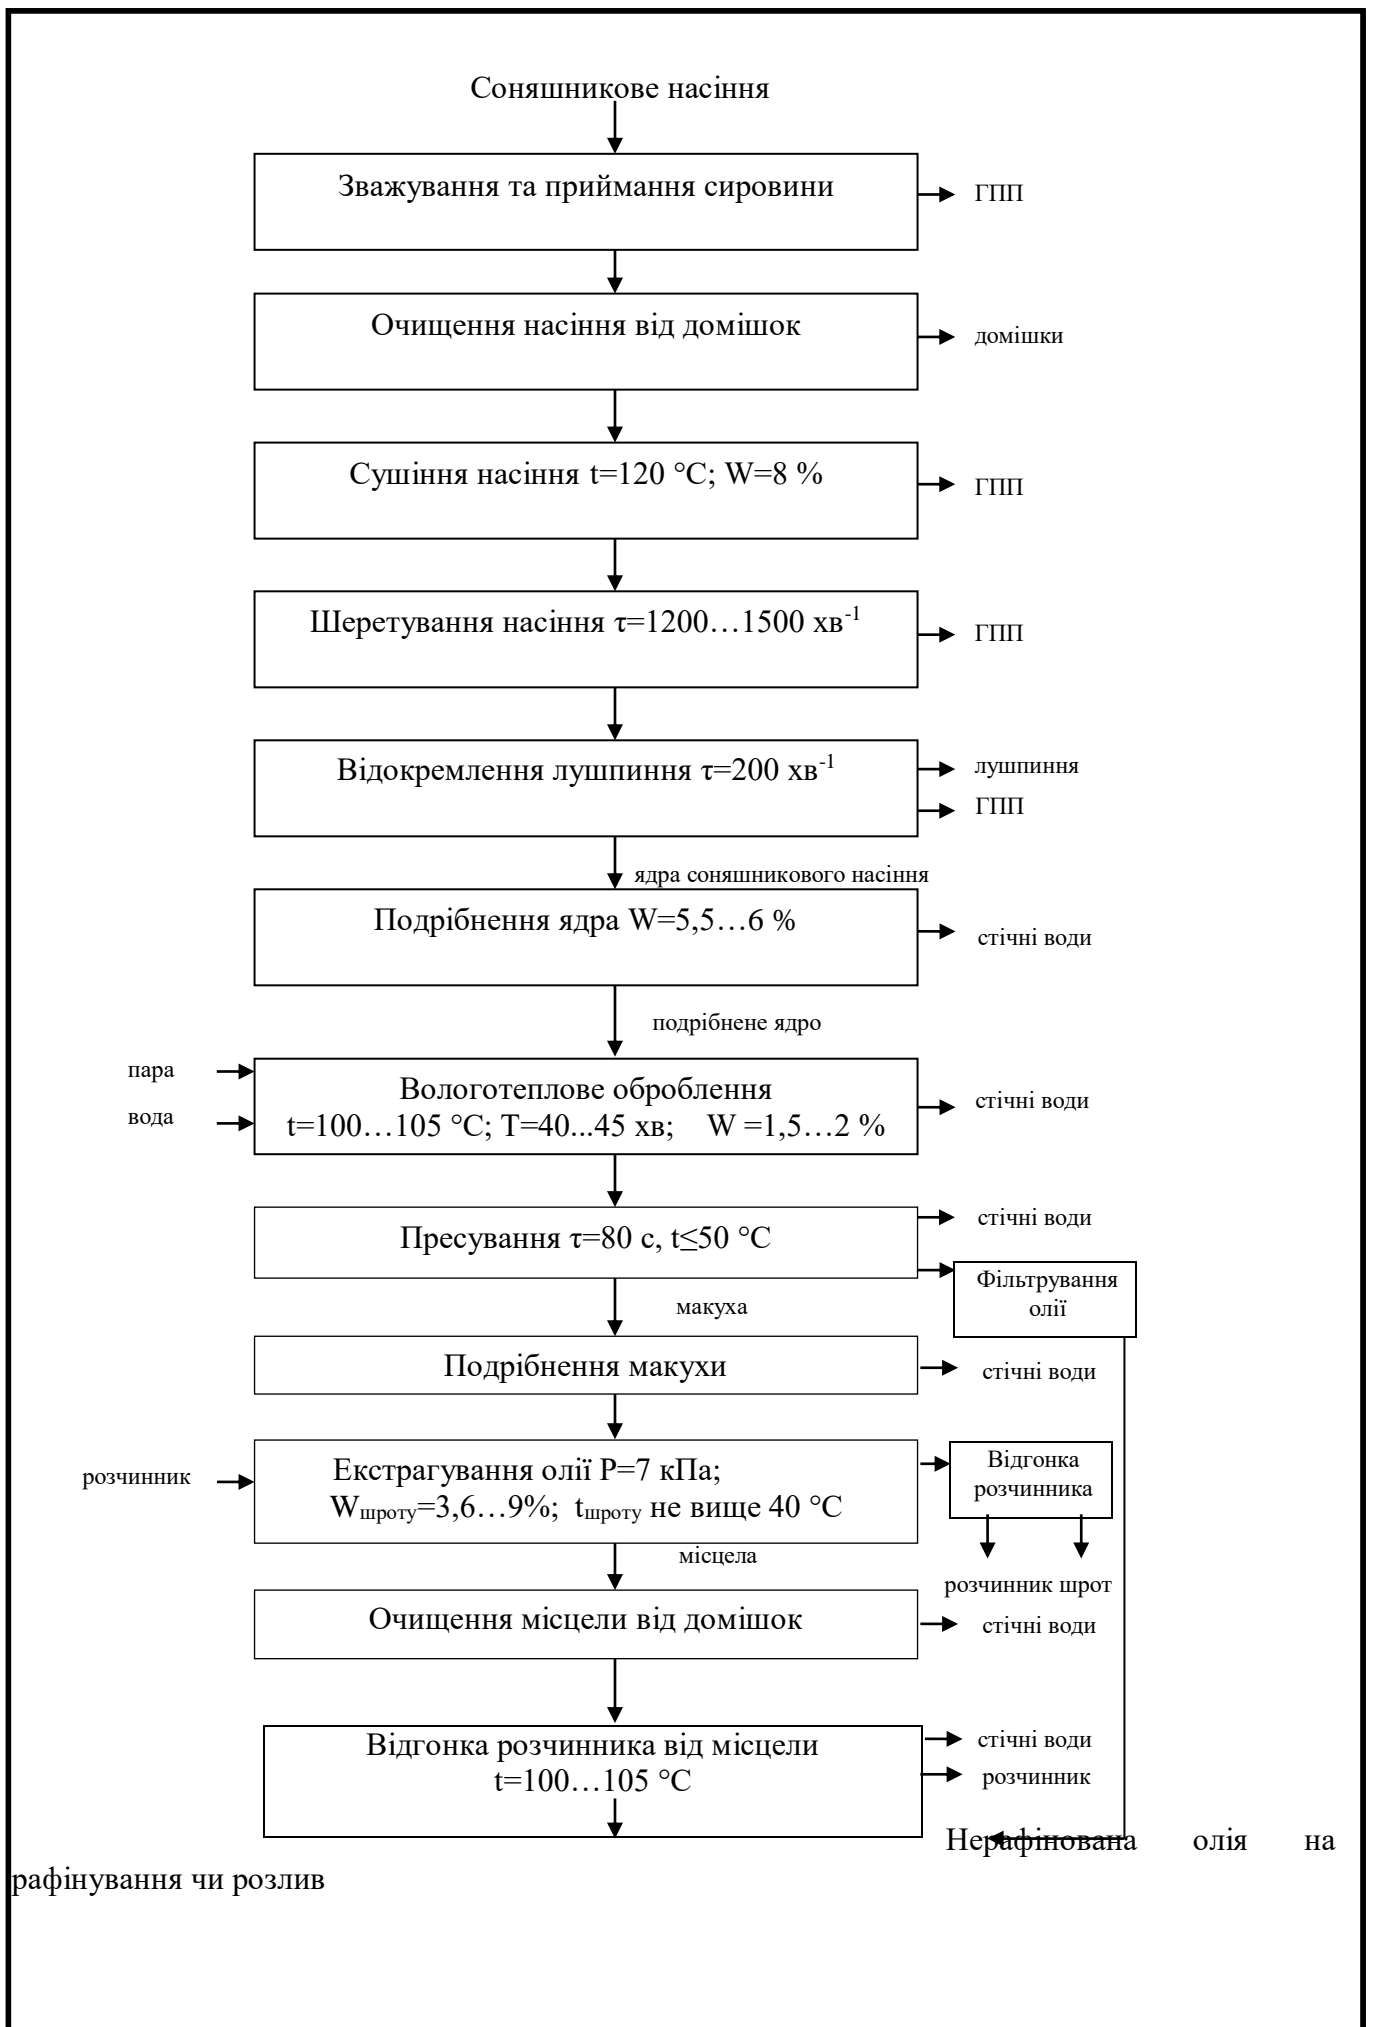 Соняшникове насіння
Зважування та приймання сировини
ГПП
Очищення насіння від домішок
домішки
Сушіння насіння t=120 °С; W=8 %
ГПП
Шеретування насіння τ=1200…1500 хв⁻¹
ГПП
Відокремлення лушпиння τ=200 хв⁻¹
лушпиння
ГПП
ядра соняшникового насіння
Подрібнення ядра W=5,5…6 %
стічні води
подрібнене ядро
пара
вода
Вологотеплове оброблення
t=100…105 °С; Т=40...45 хв; W =1,5…2 %
стічні води
Пресування τ=80 с, t≤50 °С
стічні води
Фільтрування
олії
макуха
Подрібнення макухи
стічні води
розчинник
Екстрагування олії Р=7 кПа;
Wшроту=3,6…9%; tшроту не вище 40 °С
Відгонка
розчинника
місцела
розчинник шрот
Очищення місцели від домішок
стічні води
Відгонка розчинника від місцели
t=100…105 °С
стічні води
розчинник
Нерафінована олія на
рафінування чи розлив